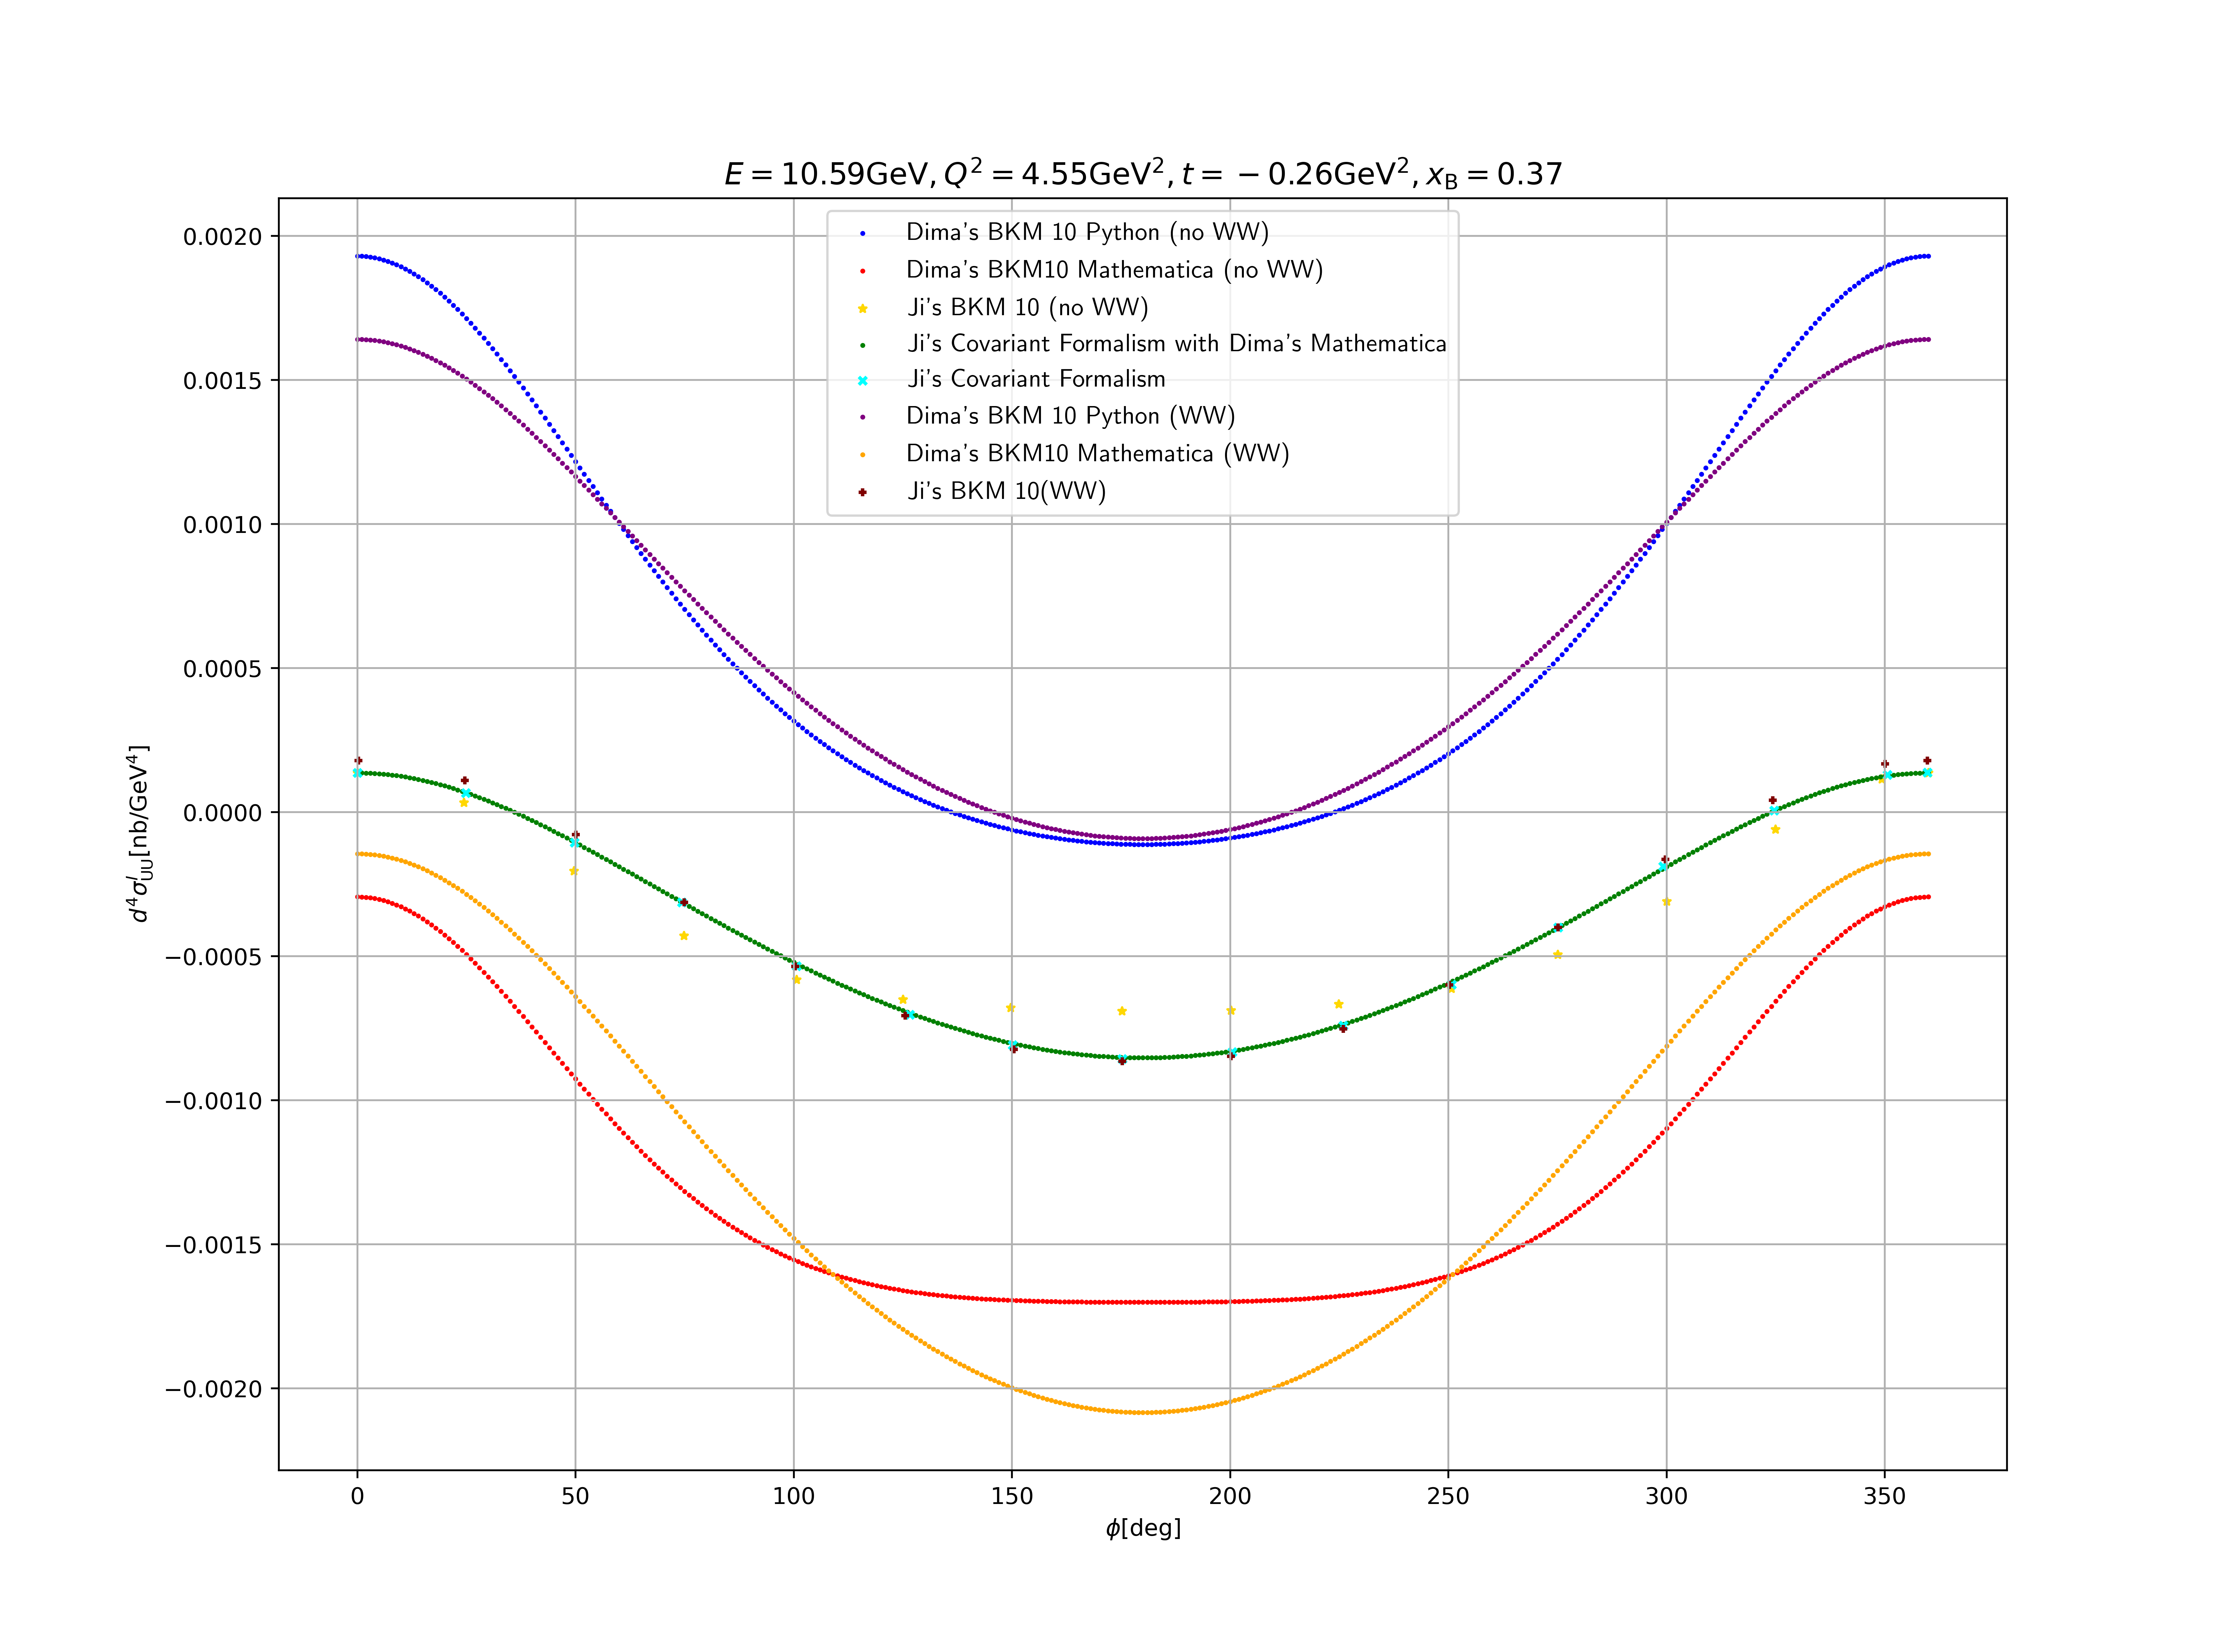 E = 10.59GeV, Q² = 4.55GeV², t = −0.26GeV², x_B = 0.37
Dima's BKM 10 Python (no WW)
Dima's BKM10 Mathematica (no WW)
Ji's BKM 10 (no WW)
Ji's Covariant Formalism with Dima's Mathematica
Ji's Covariant Formalism
Dima's BKM 10 Python (WW)
Dima's BKM10 Mathematica (WW)
Ji's BKM 10(WW)
0.0020
0.0015
0.0010
0.0005
0.0000
−0.0005
−0.0010
−0.0015
−0.0020
d⁴σ^I_UU[nb/GeV⁴]
0 50 100 150 200 250 300 350
ϕ[deg]